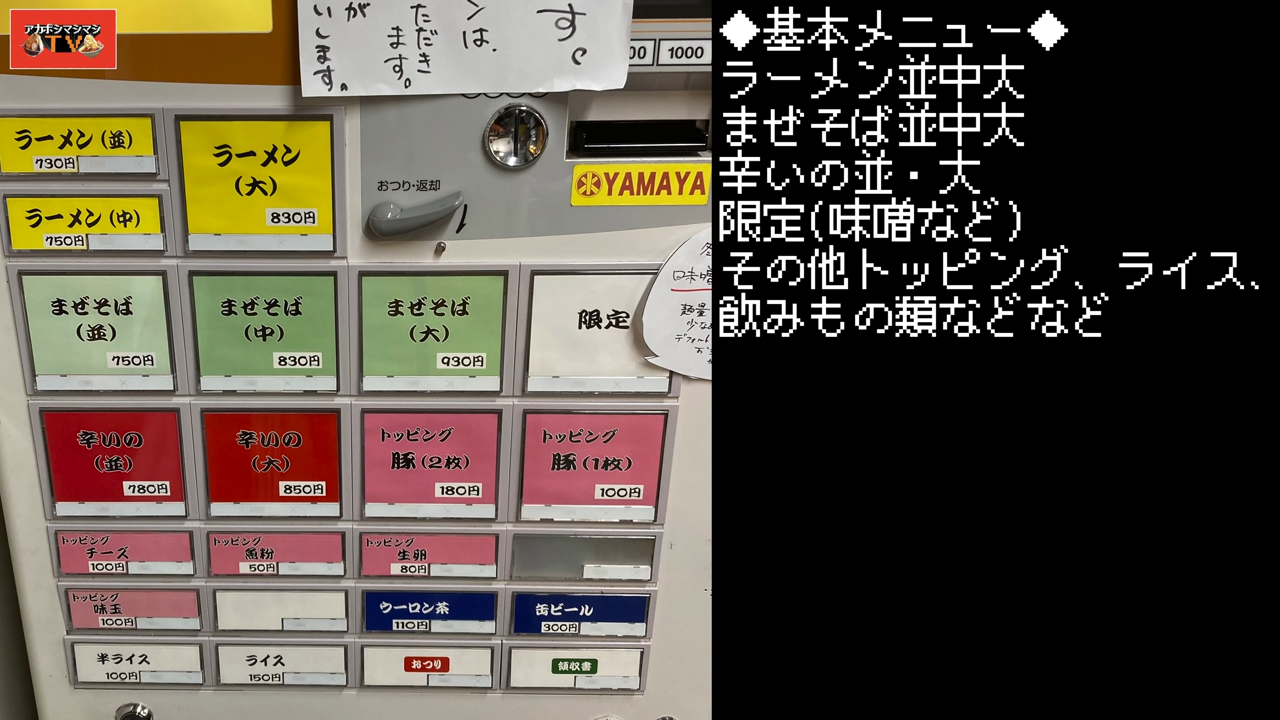 アカボシマシマシ
TV
す。
ンは、
ただき
ます。
が
いします。
00
1000
おつり・返却
YAMAYA
ラーメン(並)
730円
ラーメン(大)
830円
ラーメン(中)
750円
まぜそば(並)
750円
まぜそば(中)
830円
まぜそば(大)
930円
限定
味噌
麺量
少な
デフォルト
辛いの(並)
780円
辛いの(大)
850円
トッピング
豚(2枚)
180円
トッピング
豚(1枚)
100円
トッピング
チーズ
100円
トッピング
魚粉
50円
トッピング
生卵
80円
トッピング
味玉
100円
ウーロン茶
110円
缶ビール
300円
半ライス
100円
ライス
150円
おつり
領収書
◆基本メニュー◆
ラーメン並中大
まぜそば並中大
辛いの並・大
限定(味噌など)
その他トッピング、ライス、
飲みもの類などなど